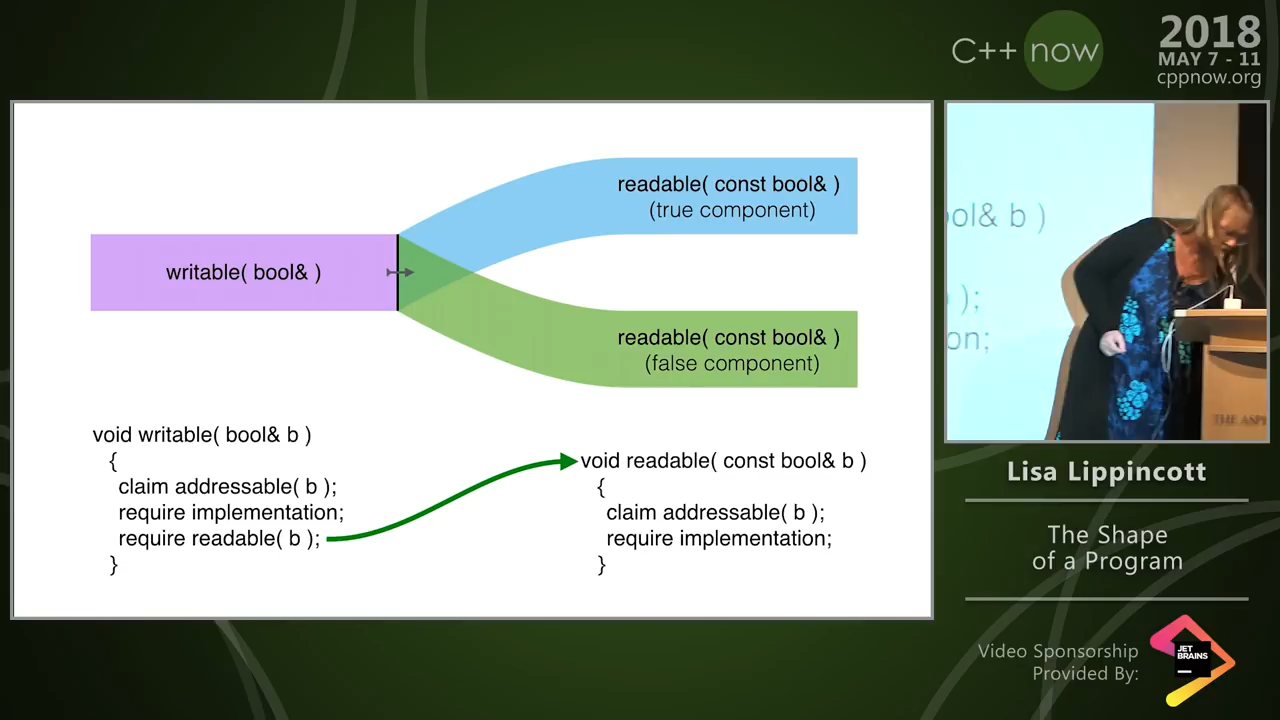 C++ now
2018
MAY 7 - 11
cppnow.org
readable( const bool& )
(true component)
writable( bool& )
readable( const bool& )
(false component)
void writable( bool& b )
{
claim addressable( b );
require implementation;
require readable( b );
}
void readable( const bool& b )
{
claim addressable( b );
require implementation;
}
ool& b )
);
on;
THE ASP
Lisa Lippincott
The Shape
of a Program
Video Sponsorship
Provided By:
JET
BRAINS